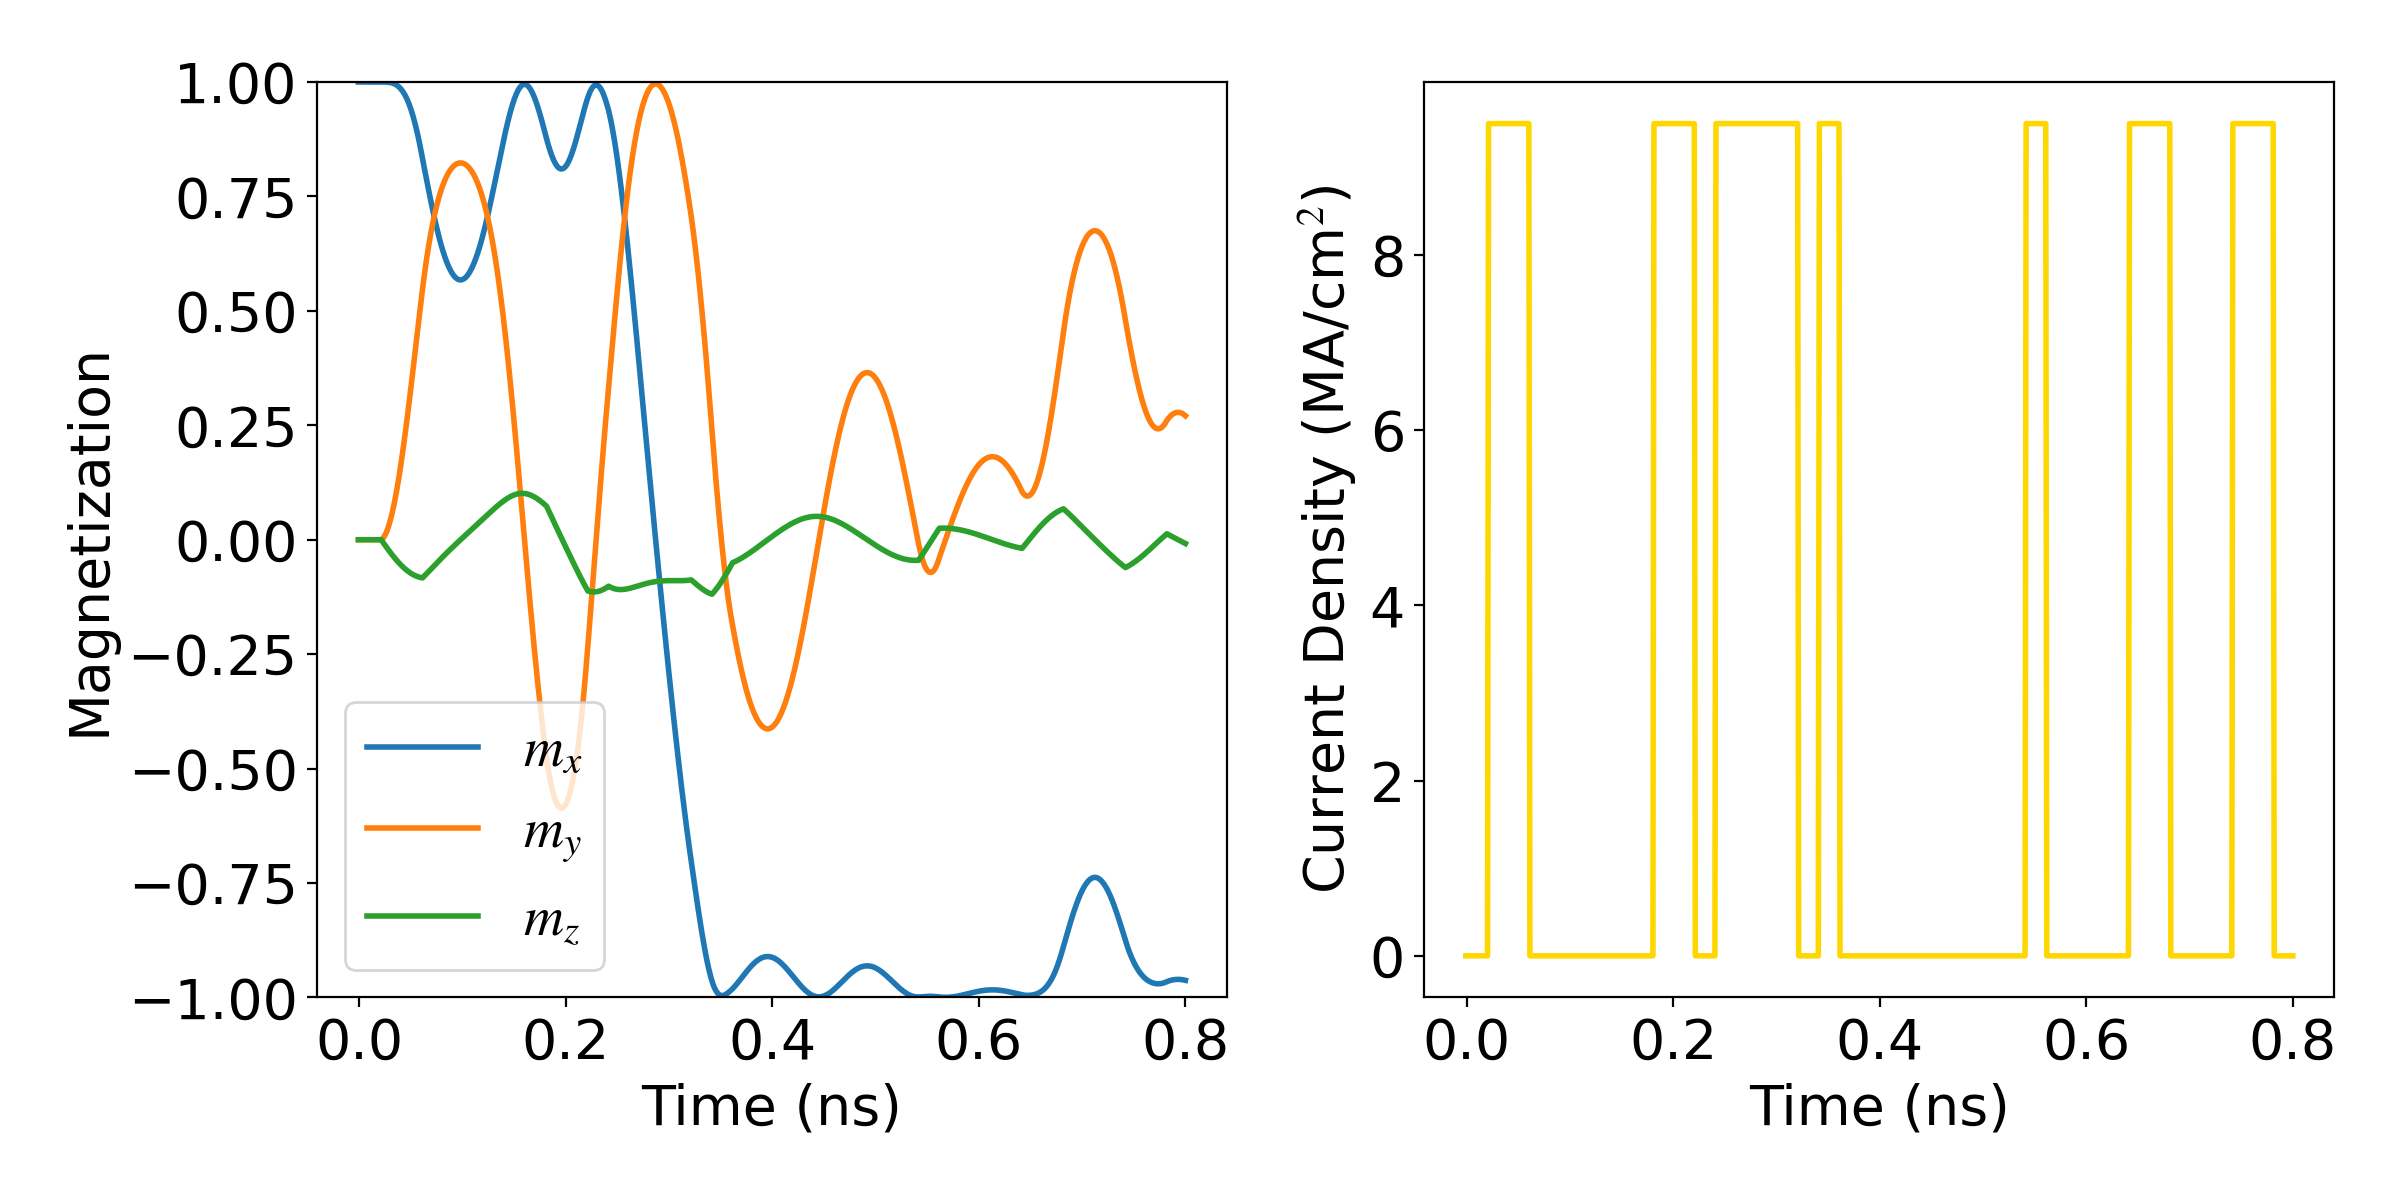 Magnetization
1.00
0.75
0.50
0.25
0.00
−0.25
−0.50
−0.75
−1.00
m_x
m_y
m_z
0.0 0.2 0.4 0.6 0.8
Time (ns)
Current Density (MA/cm²)
8
6
4
2
0
0.0 0.2 0.4 0.6 0.8
Time (ns)